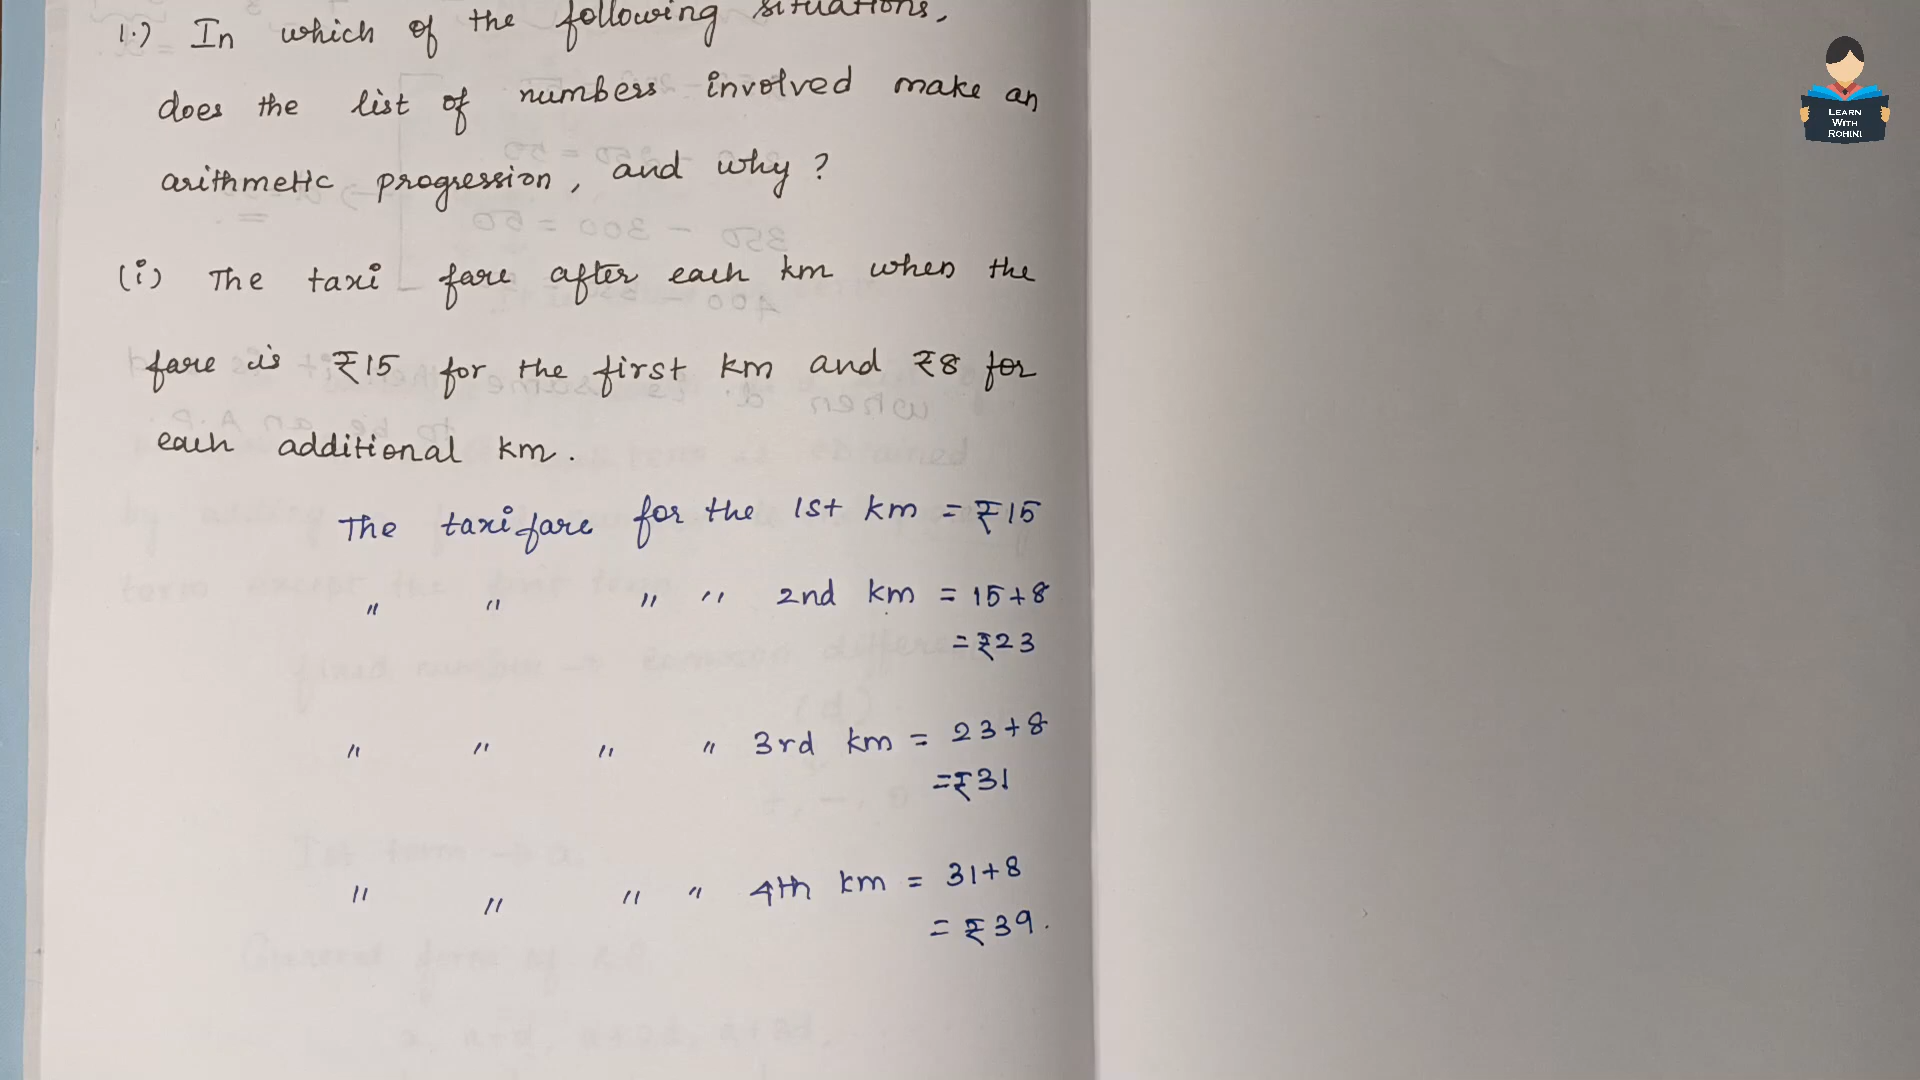 1.) In which of the following situations,
does the list of numbers involved make an
arithmetic progression, and why?
(i) The taxi fare after each km when the
fare is ₹15 for the first km and ₹8 for
each additional km.
The taxi fare for the 1st km = ₹15
" " " " 2nd km = 15+8
= ₹23
" " " " 3rd km = 23+8
= ₹31
" " " " 4th km = 31+8
= ₹39.
LEARN
WITH
ROHINI